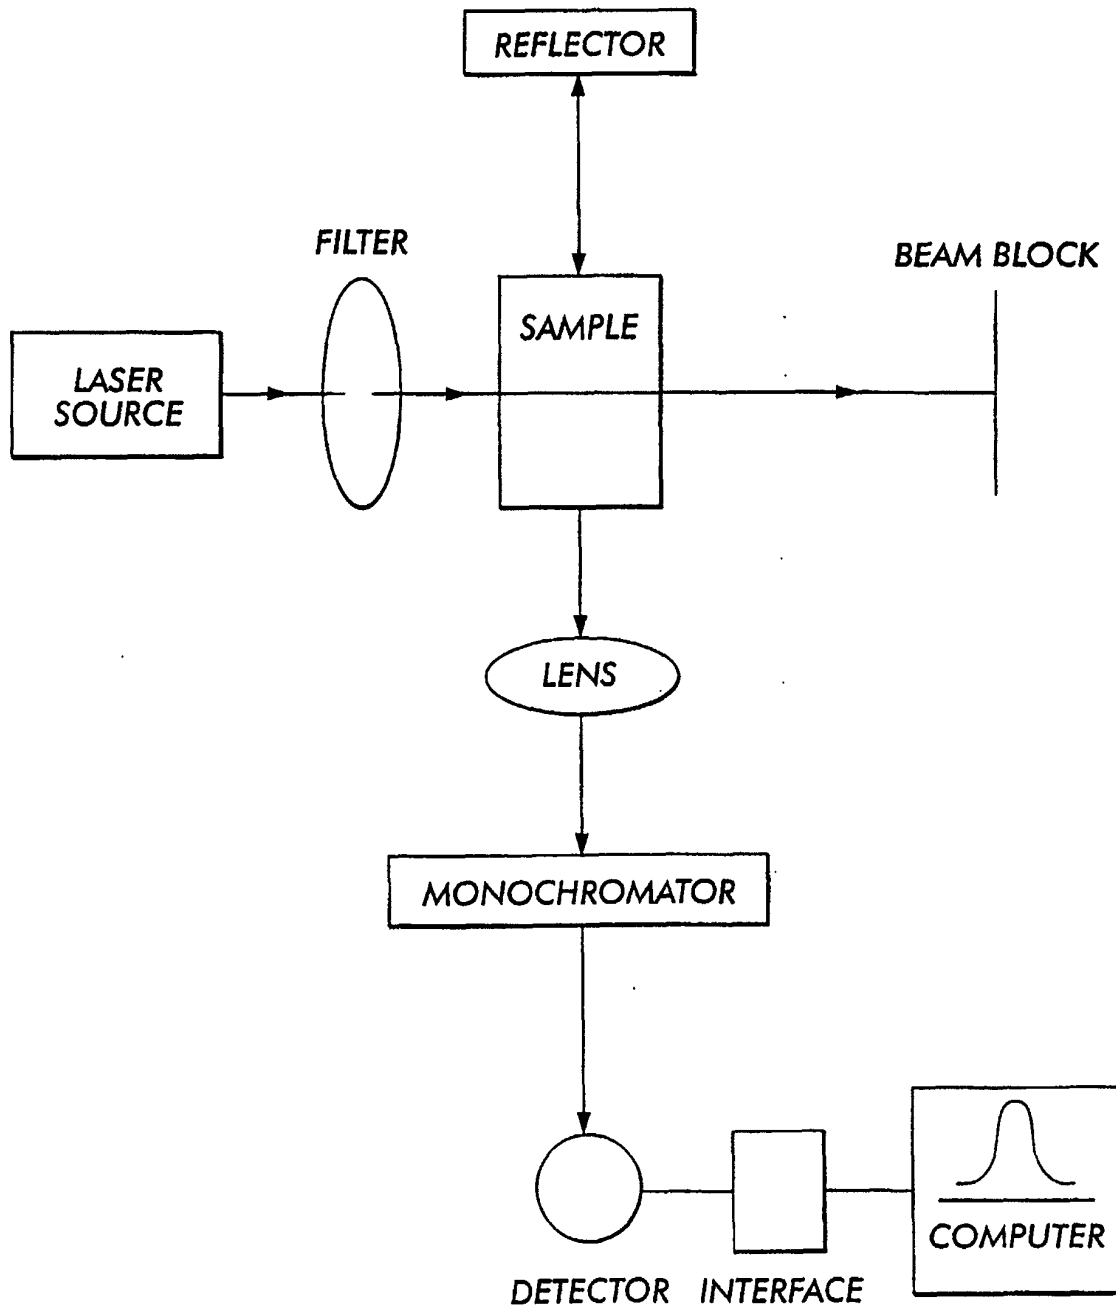 REFLECTOR
FILTER
BEAM BLOCK
SAMPLE
LASER
SOURCE
LENS
MONOCHROMATOR
COMPUTER
DETECTOR
INTERFACE